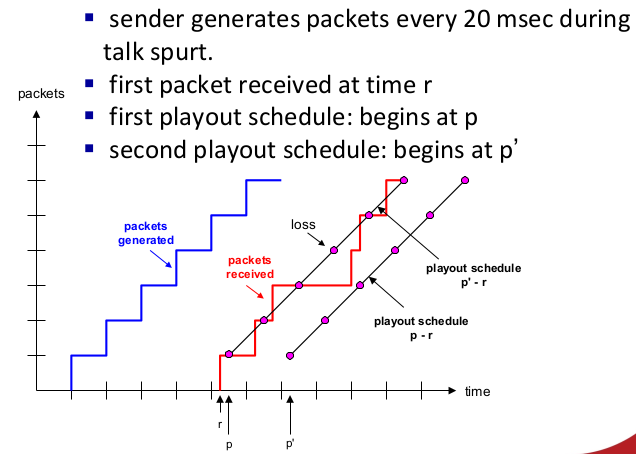 ▪ sender generates packets every 20 msec during
talk spurt.
▪ first packet received at time r
▪ first playout schedule: begins at p
▪ second playout schedule: begins at p’
packets
packets
generated
packets
received
loss
playout schedule
p' - r
playout schedule
p - r
time
r
p
p'